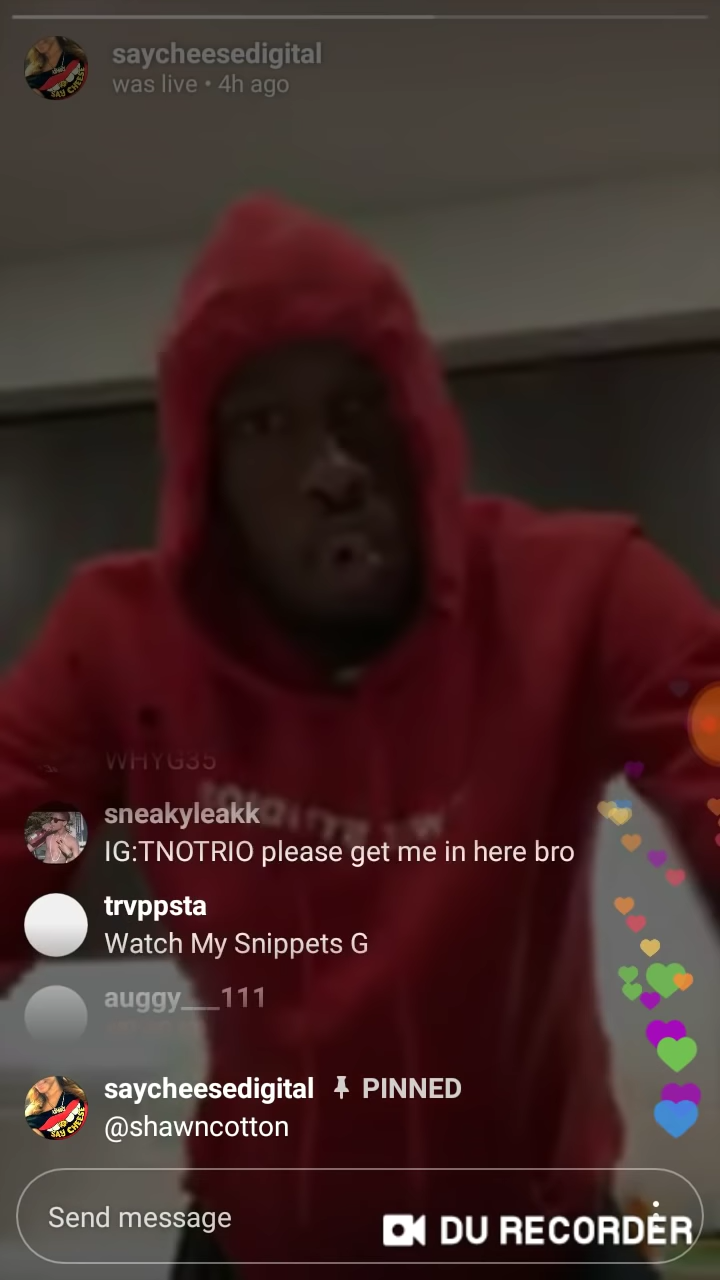 saycheesedigital
was live • 4h ago
WHYG35
sneakyleakk
IG:TNOTRIO please get me in here bro
trvppsta
Watch My Snippets G
auggy___111
saycheesedigital PINNED
@shawncotton
Send message
DU RECORDER